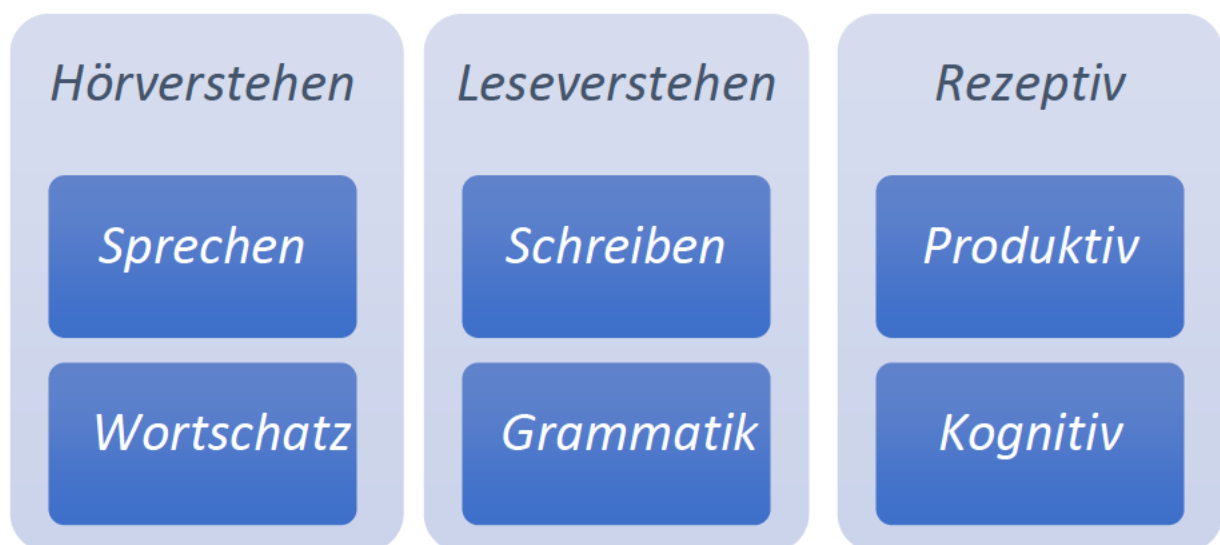 Hörverstehen
Sprechen
Wortschatz
Leseverstehen
Schreiben
Grammatik
Rezeptiv
Produktiv
Kognitiv